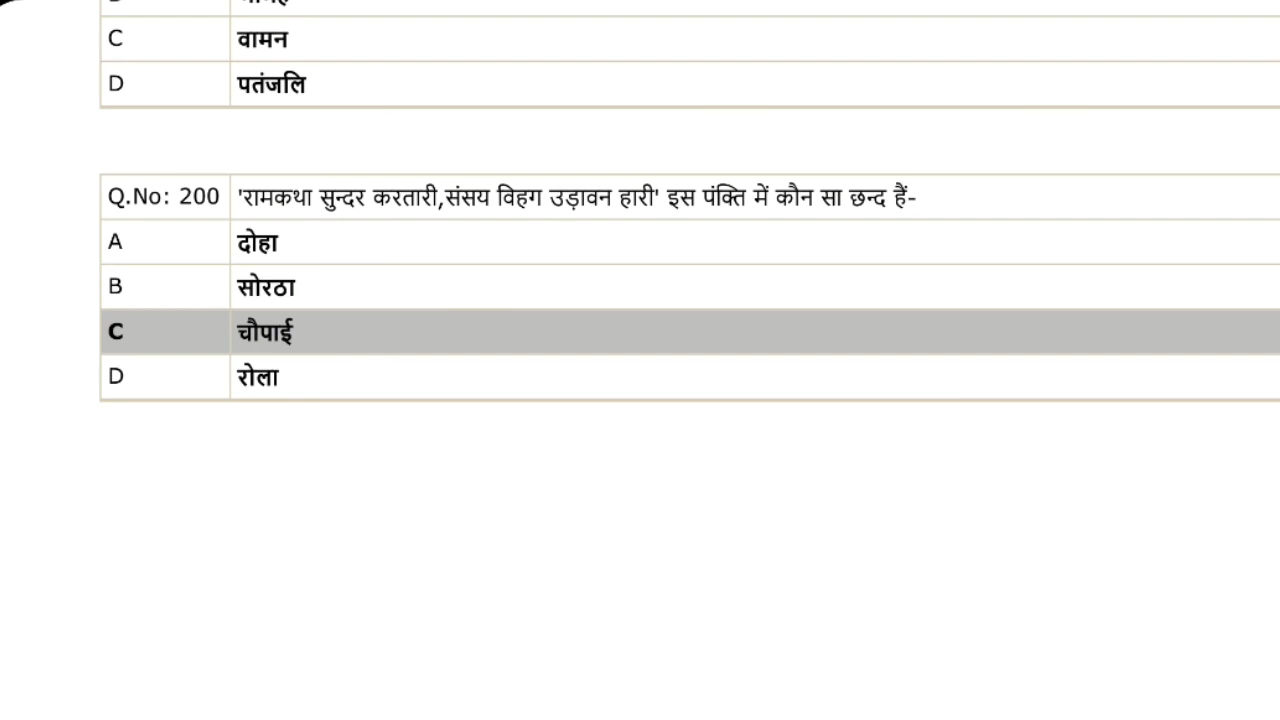 C वामन
D पतंजलि
Q.No: 200 'रामकथा सुन्दर करतारी,संसय विहग उड़ावन हारी' इस पंक्ति में कौन सा छन्द हैं-
A दोहा
B सोरठा
C चौपाई
D रोला